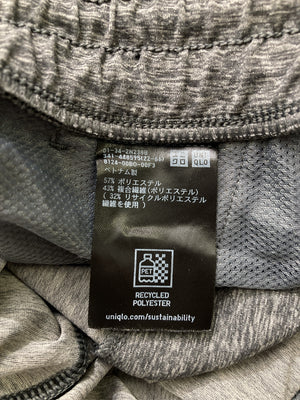 ベトナム製
57% ポリエステル
43% 複合繊維(ポリエステル)
( 32% リサイクルポリエステル
繊維を使用)
UNI
QLO
PET
RECYCLED
POLYESTER
uniqlo.com/sustainability